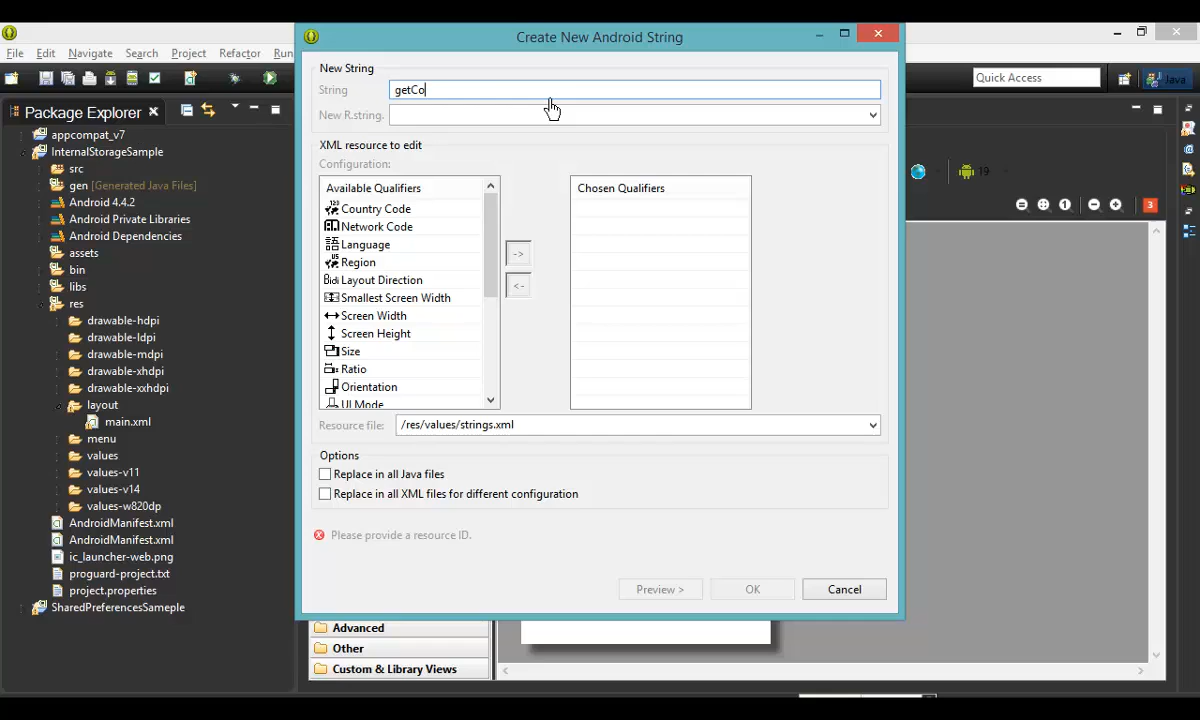 Create New Android String
File Edit Navigate Search Project Refactor Run
Quick Access
Java
Package Explorer
appcompat_v7
InternalStorageSample
src
gen [Generated Java Files]
Android 4.4.2
Android Private Libraries
Android Dependencies
assets
bin
libs
res
drawable-hdpi
drawable-ldpi
drawable-mdpi
drawable-xhdpi
drawable-xxhdpi
layout
main.xml
menu
values
values-v11
values-v14
values-w820dp
AndroidManifest.xml
AndroidManifest.xml
ic_launcher-web.png
proguard-project.txt
project.properties
SharedPreferencesSameple
New String
String getCo
New R.string.
XML resource to edit
Configuration:
Available Qualifiers
Country Code
Network Code
Language
Region
Layout Direction
Smallest Screen Width
Screen Width
Screen Height
Size
Ratio
Orientation
UI Mode
->
<-
Chosen Qualifiers
Resource file: /res/values/strings.xml
Options
Replace in all Java files
Replace in all XML files for different configuration
Please provide a resource ID.
Preview > OK Cancel
19
3
Advanced
Other
Custom & Library Views